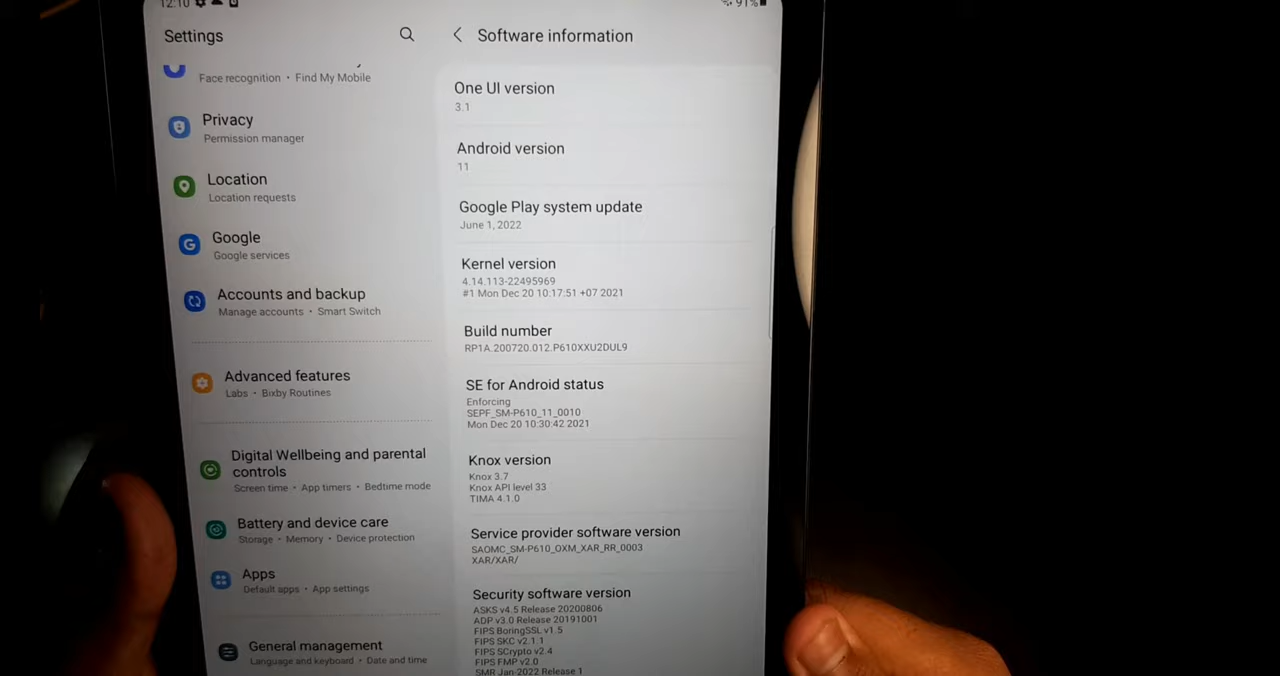 12:10
91%
Settings
Face recognition • Find My Mobile
Privacy
Permission manager
Location
Location requests
Google
Google services
Accounts and backup
Manage accounts • Smart Switch
Advanced features
Labs • Bixby Routines
Digital Wellbeing and parental
controls
Screen time • App timers • Bedtime mode
Battery and device care
Storage • Memory • Device protection
Apps
Default apps • App settings
General management
Language and keyboard • Date and time
Software information
One UI version
3.1
Android version
11
Google Play system update
June 1, 2022
Kernel version
4.14.113-22495969
#1 Mon Dec 20 10:17:51 +07 2021
Build number
RP1A.200720.012.P610XXU2DUL9
SE for Android status
Enforcing
SEPF_SM-P610_11_0010
Mon Dec 20 10:30:42 2021
Knox version
Knox 3.7
Knox API level 33
TIMA 4.1.0
Service provider software version
SAOMC_SM-P610_OXM_XAR_RR_0003
XAR/XAR/
Security software version
ASKS v4.5 Release 20200806
ADP v3.0 Release 20191001
FIPS BoringSSL v1.5
FIPS SKC v2.1.1
FIPS SCrypto v2.4
FIPS FMP v2.0
SMR Jan-2022 Release 1